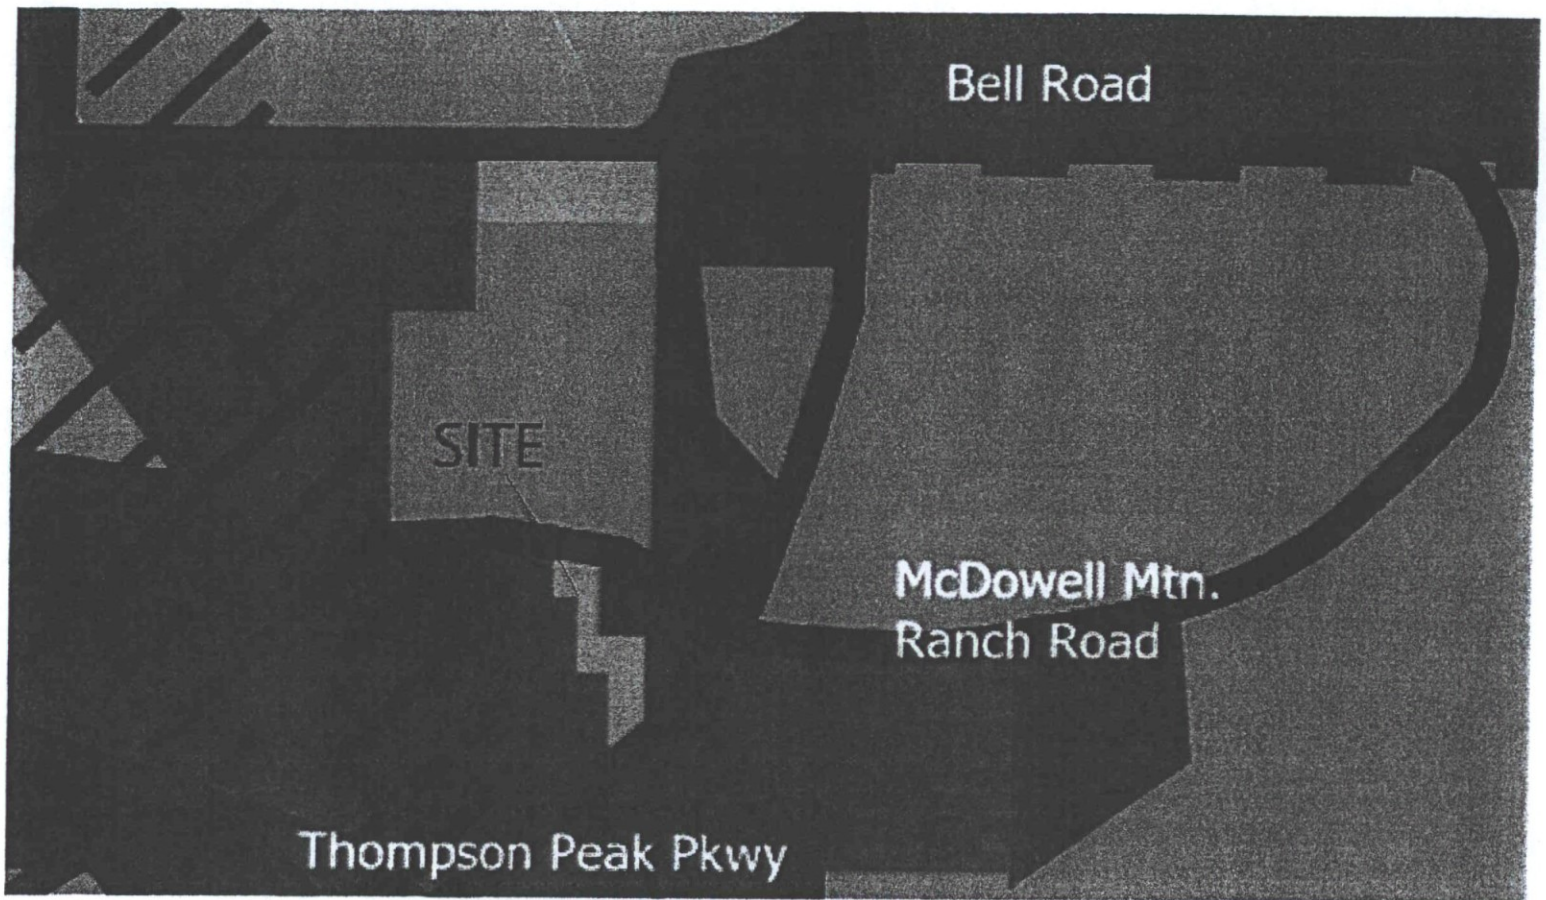 Bell Road
SITE
McDowell Mtn.
Ranch Road
Thompson Peak Pkwy